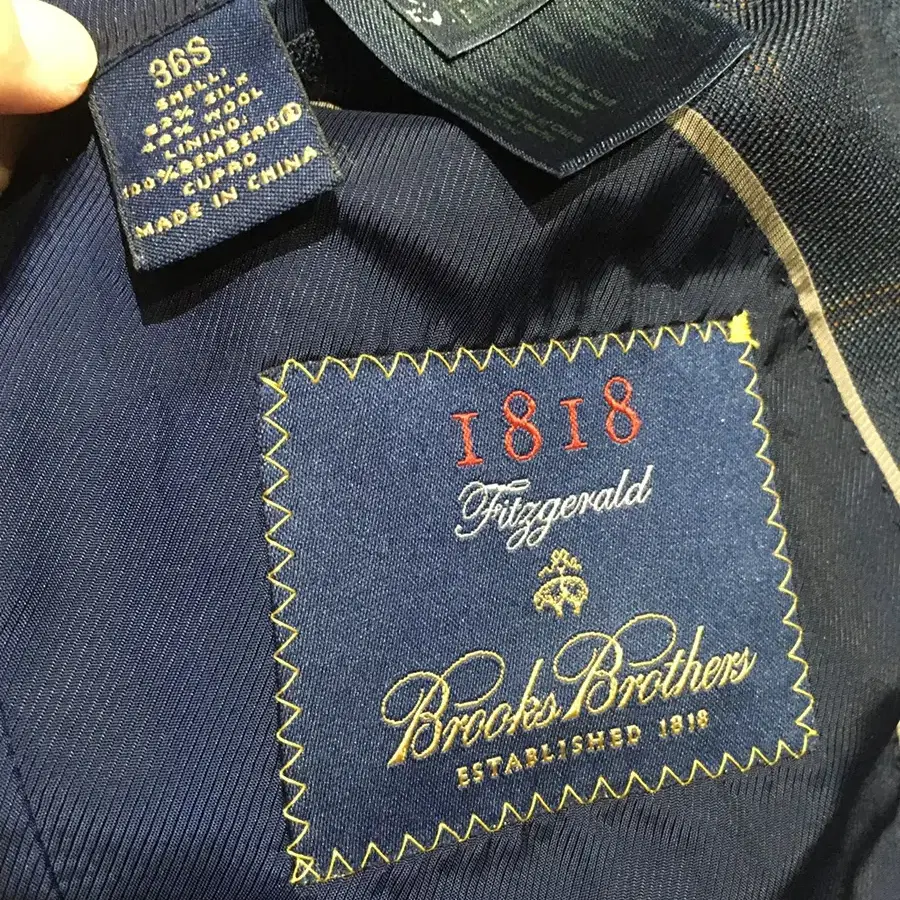 36S
SHELL:
52% SILK
48% WOOL
LINING:
100% BEMBERG®
CUPRO
MADE IN CHINA
1818
Fitzgerald
Brooks Brothers
ESTABLISHED 1818